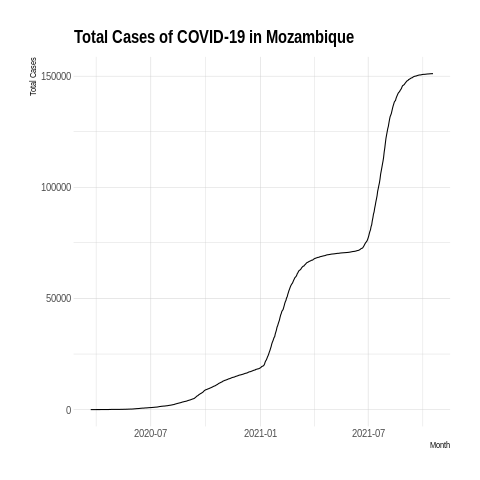 Total Cases of COVID-19 in Mozambique
Total Cases
150000
100000
50000
0
2020-07 2021-01 2021-07
Month